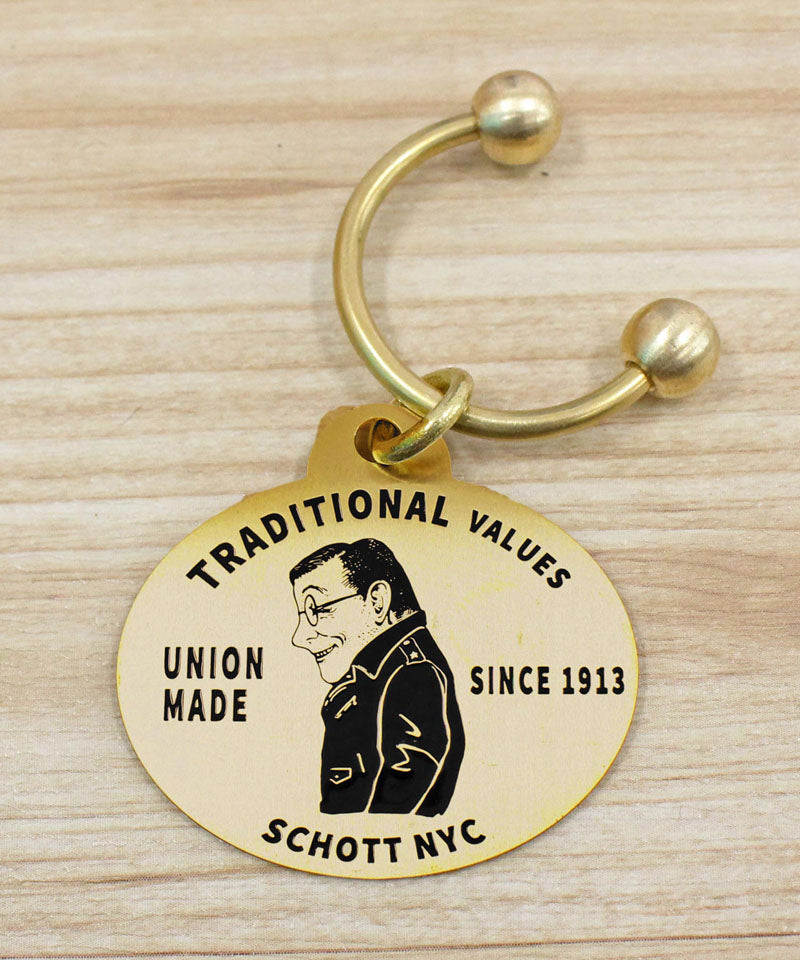 TRADITIONAL VALUES
UNION
MADE
SINCE 1913
SCHOTT NYC